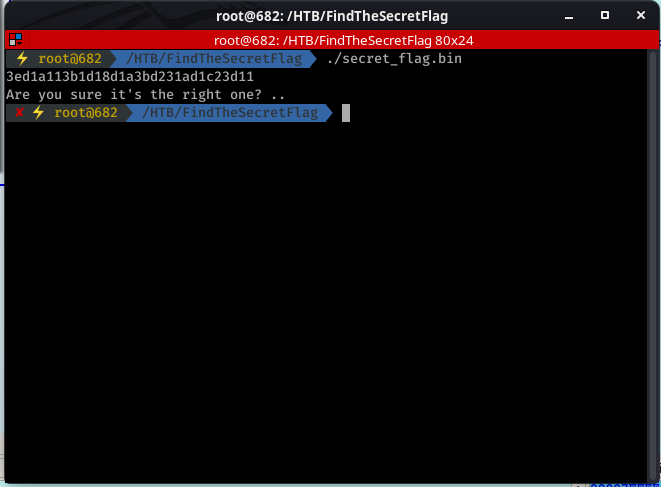 root@682: /HTB/FindTheSecretFlag
root@682: /HTB/FindTheSecretFlag 80x24
⚡ root@682 /HTB/FindTheSecretFlag ./secret_flag.bin
3ed1a113b1d18d1a3bd231ad1c23d11
Are you sure it's the right one? ..
✘ ⚡ root@682 /HTB/FindTheSecretFlag